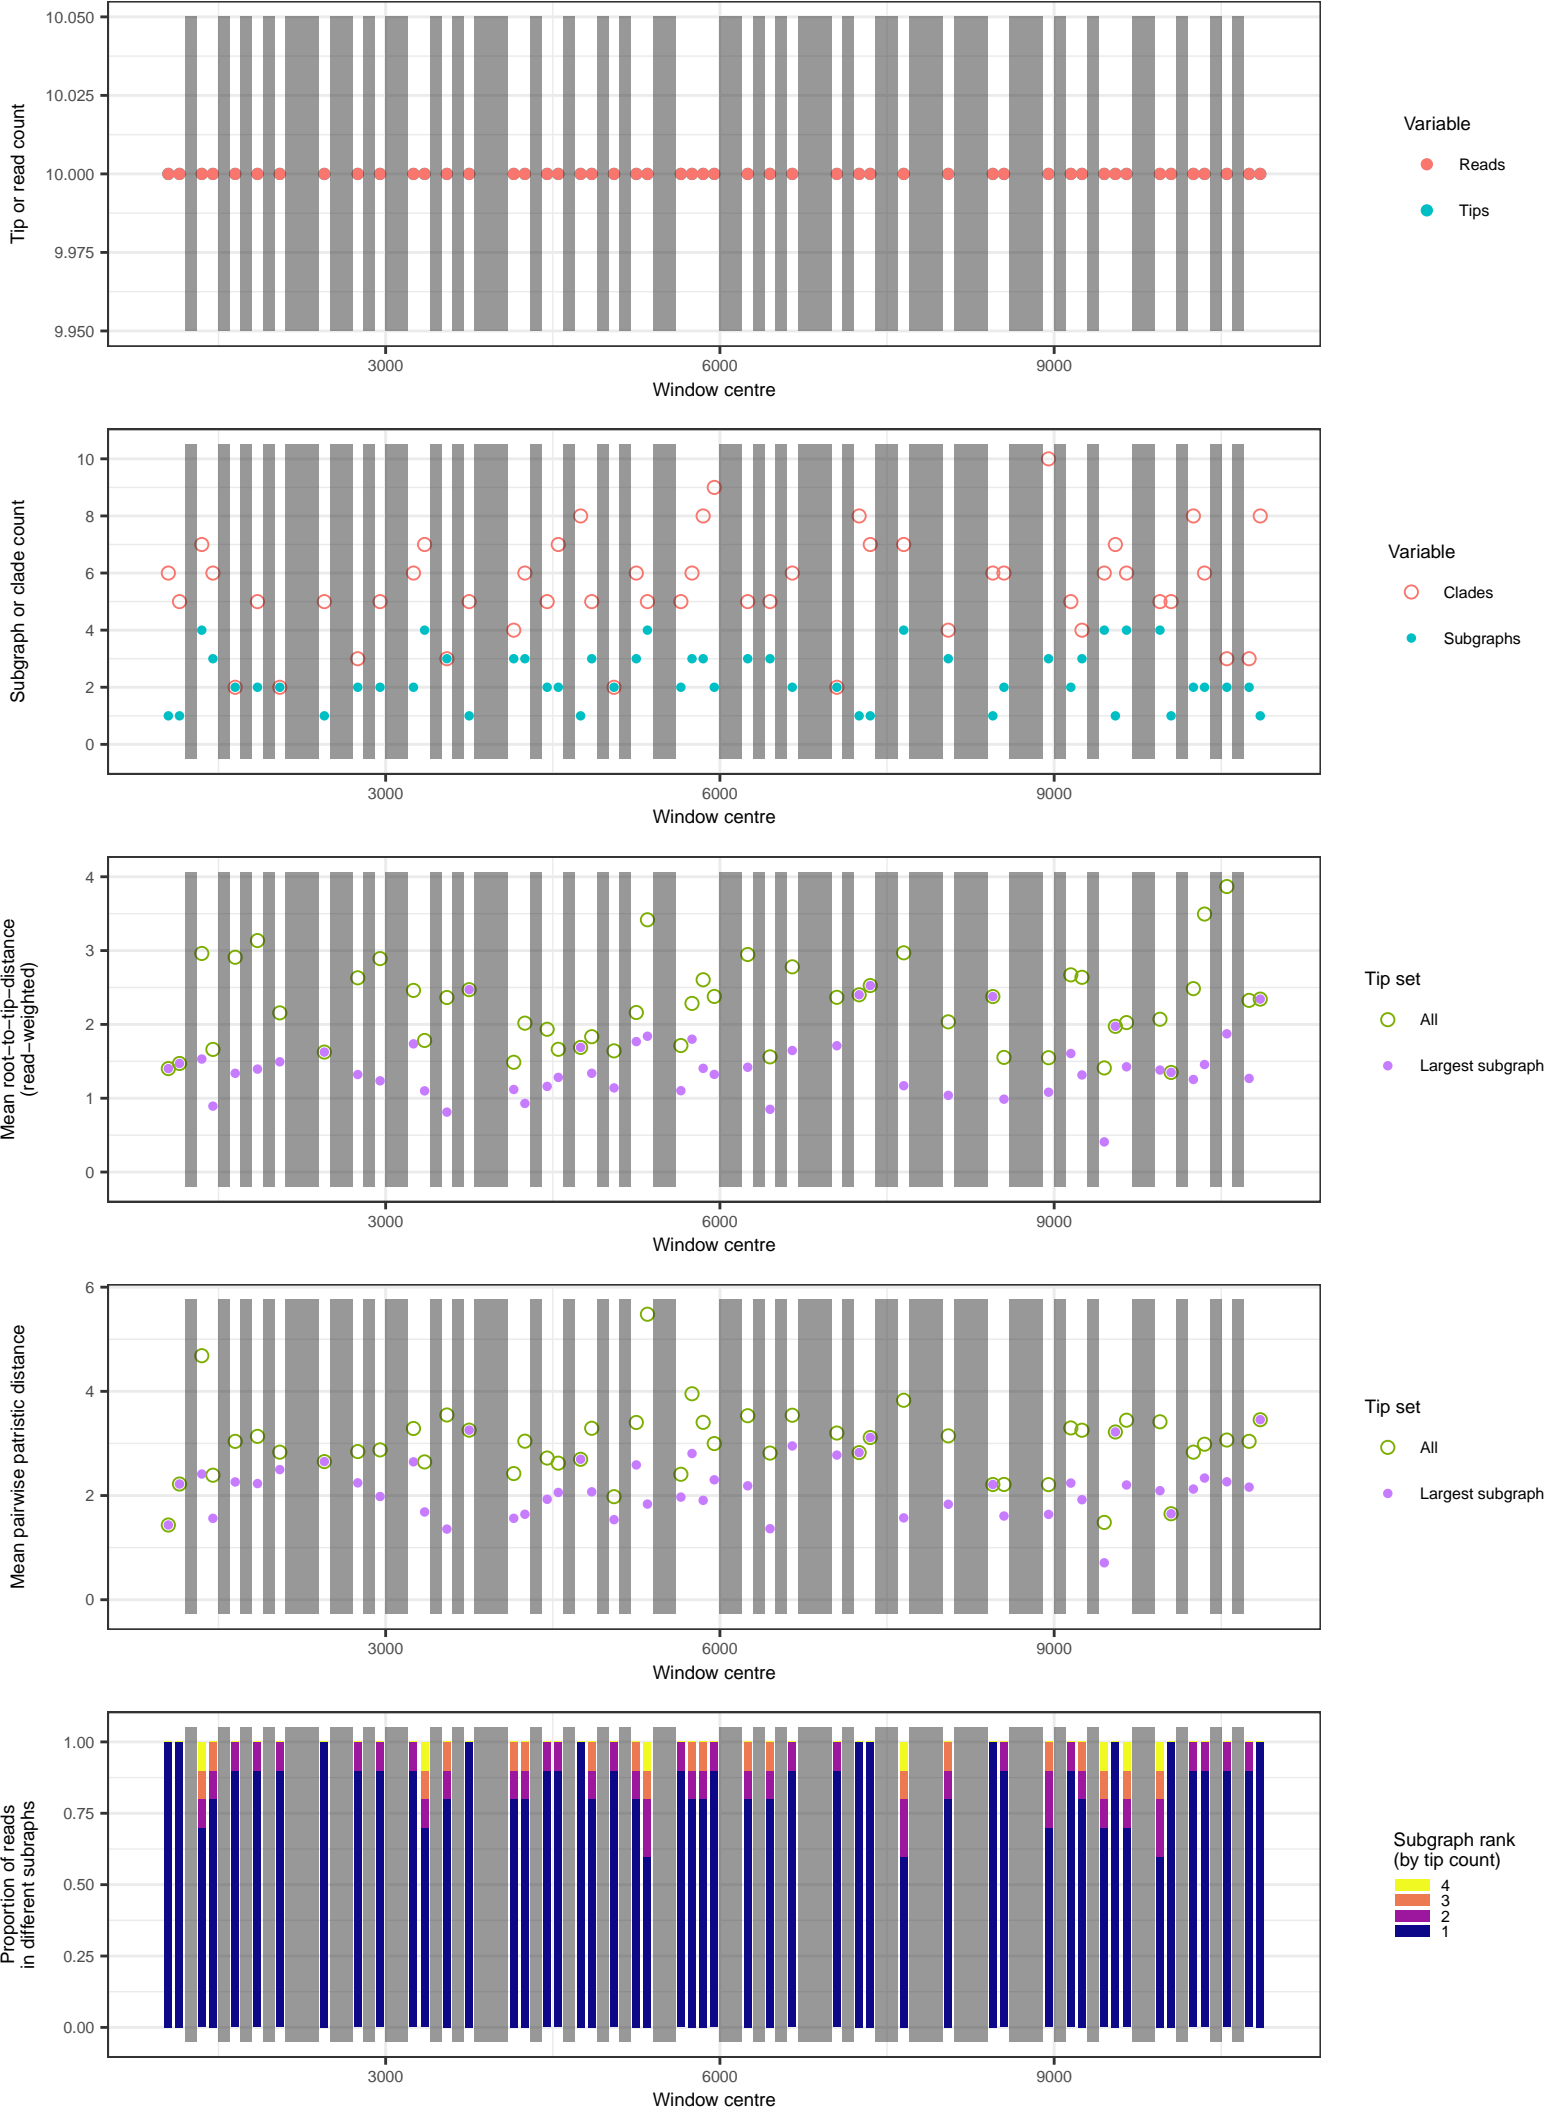 10.050
10.025
10.000
9.975
9.950
Tip or read count
3000
6000
9000
Window centre
Variable
Reads
Tips
10
8
6
4
2
0
Subgraph or clade count
3000
6000
9000
Window centre
Variable
Clades
Subgraphs
4
3
2
1
0
Mean root−to−tip−distance
(read−weighted)
3000
6000
9000
Window centre
Tip set
All
Largest subgraph
6
4
2
0
Mean pairwise patristic distance
3000
6000
9000
Window centre
Tip set
All
Largest subgraph
1.00
0.75
0.50
0.25
0.00
Proportion of reads
in different subraphs
3000
6000
9000
Window centre
Subgraph rank
(by tip count)
4
3
2
1